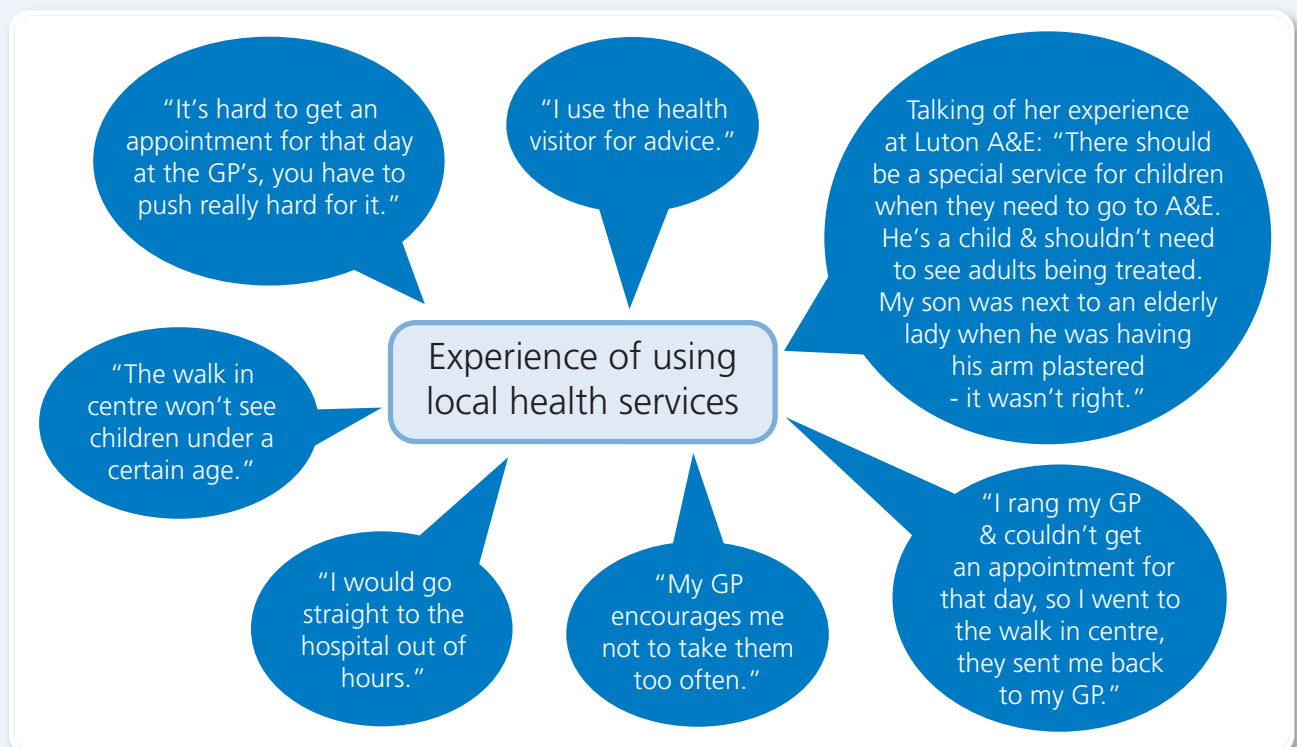 “It’s hard to get an
appointment for that day
at the GP’s, you have to
push really hard for it.”
“I use the health
visitor for advice.”
Talking of her experience
at Luton A&E: “There should
be a special service for children
when they need to go to A&E.
He’s a child & shouldn’t need
to see adults being treated.
My son was next to an elderly
lady when he was having
his arm plastered
- it wasn’t right.”
Experience of using
local health services
“The walk in
centre won’t see
children under a
certain age.”
“I would go
straight to the
hospital out of
hours.”
“My GP
encourages me
not to take them
too often.”
“I rang my GP
& couldn’t get
an appointment for
that day, so I went to
the walk in centre,
they sent me back
to my GP.”